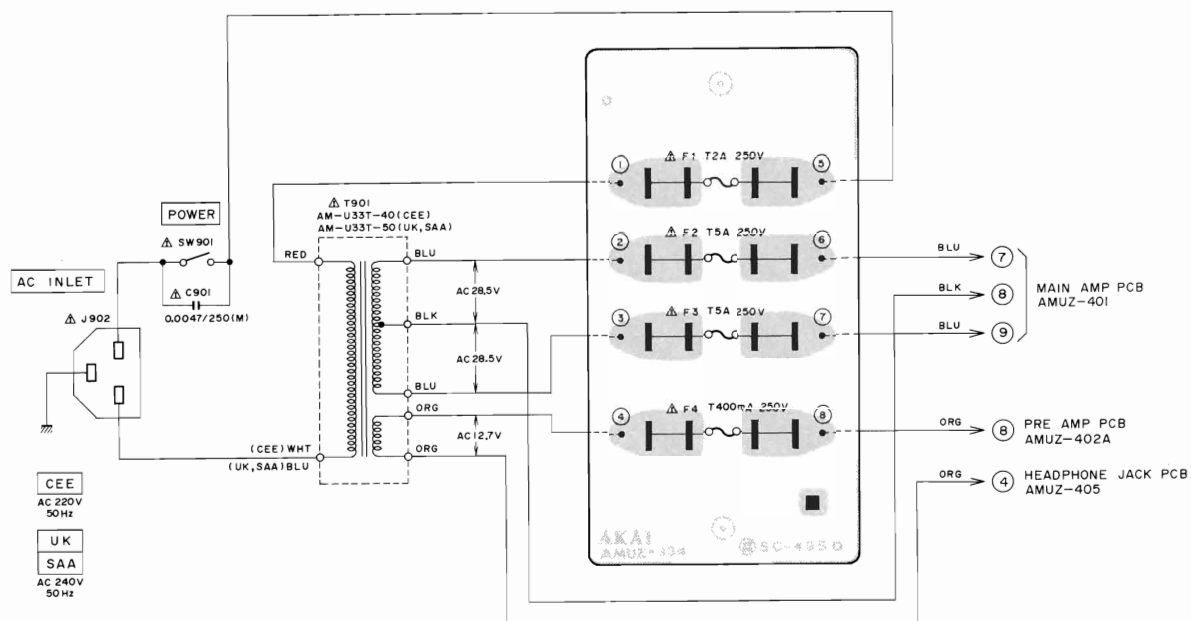 POWER
⚠ SW901
⚠ C901
0.0047/250(M)
AC INLET
⚠ J902
⚠ T901
AM-U33T-40(CEE)
AM-U33T-50(UK,SAA)
RED
BLU
BLK
BLU
ORG
ORG
AC28.5V
AC28.5V
AC12.7V
(CEE)WHT
(UK,SAA)BLU
CEE
AC 220V
50Hz
UK
SAA
AC 240V
50Hz
1 ⚠ F1 T2A 250V 5
2 ⚠ F2 T5A 250V 6
3 ⚠ F3 T5A 250V 7
4 ⚠ F4 T400mA 250V 8
AKAI
AMUZ-334
SC-495D
BLU 7
BLK 8
BLU 9
MAIN AMP PCB
AMUZ-401
ORG 8 PRE AMP PCB
AMUZ-402A
ORG 4 HEADPHONE JACK PCB
AMUZ-405